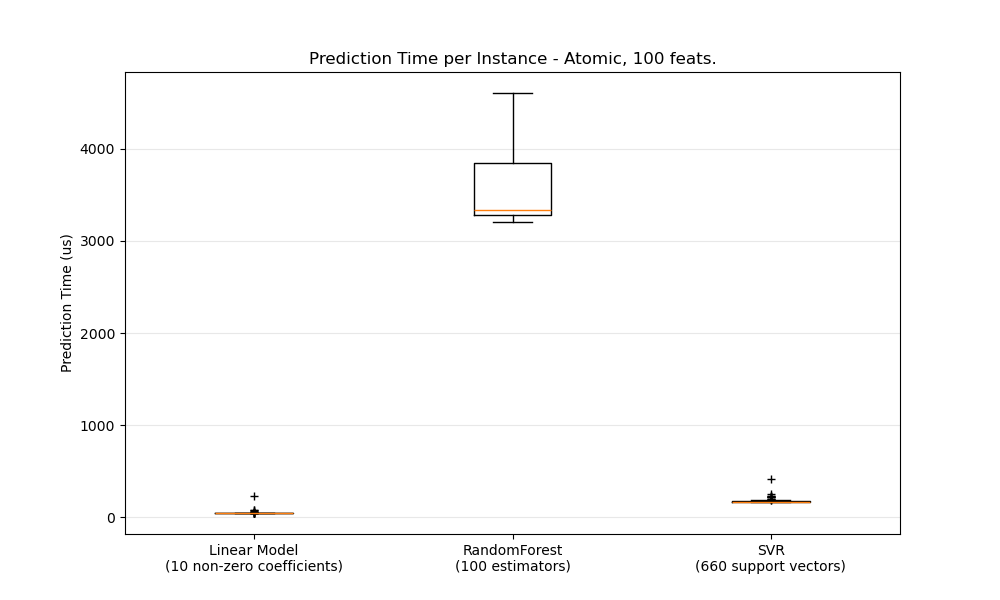 Prediction Time per Instance - Atomic, 100 feats.
Prediction Time (us)
4000
3000
2000
1000
0
Linear Model
(10 non-zero coefficients)
RandomForest
(100 estimators)
SVR
(660 support vectors)